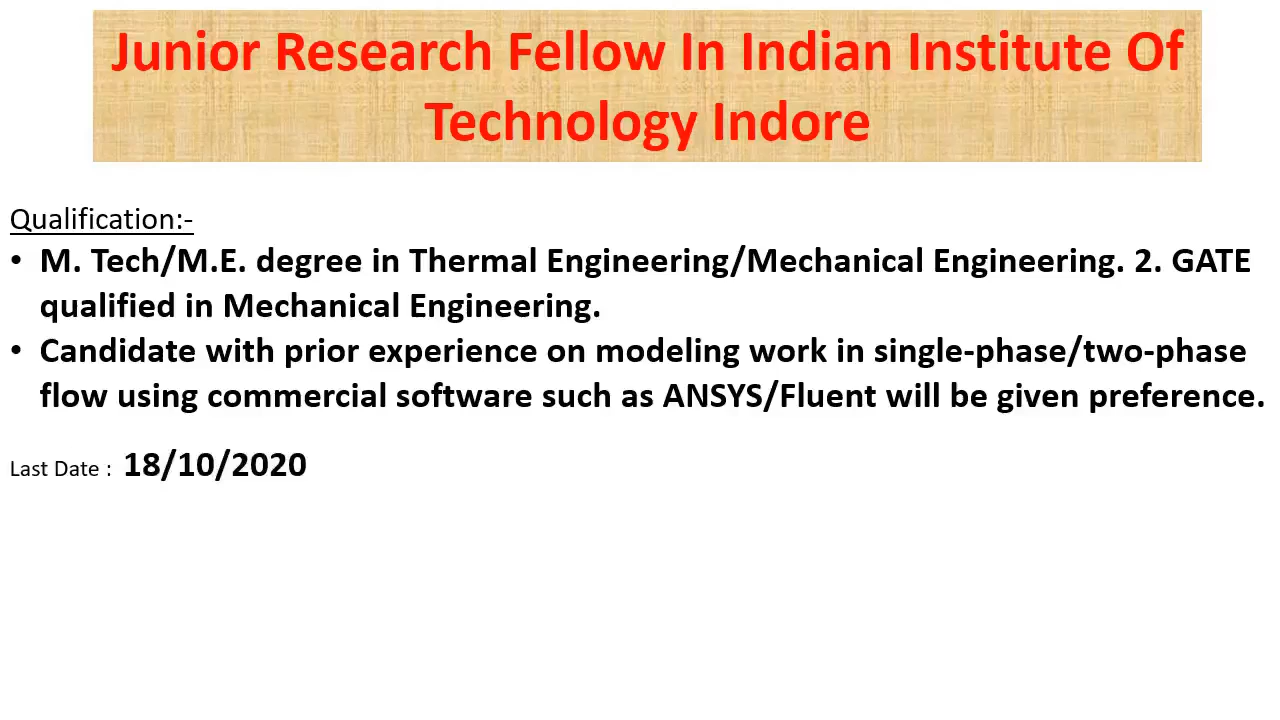 Junior Research Fellow In Indian Institute Of
Technology Indore
Qualification:-
• M. Tech/M.E. degree in Thermal Engineering/Mechanical Engineering. 2. GATE
qualified in Mechanical Engineering.
• Candidate with prior experience on modeling work in single-phase/two-phase
flow using commercial software such as ANSYS/Fluent will be given preference.
Last Date : 18/10/2020